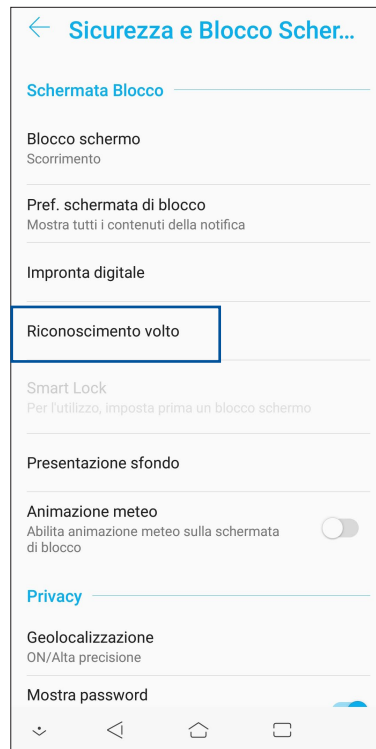 Sicurezza e Blocco Scher...
Schermata Blocco
Blocco schermo
Scorrimento
Pref. schermata di blocco
Mostra tutti i contenuti della notifica
Impronta digitale
Riconoscimento volto
Smart Lock
Per l'utilizzo, imposta prima un blocco schermo
Presentazione sfondo
Animazione meteo
Abilita animazione meteo sulla schermata
di blocco
Privacy
Geolocalizzazione
ON/Alta precisione
Mostra password